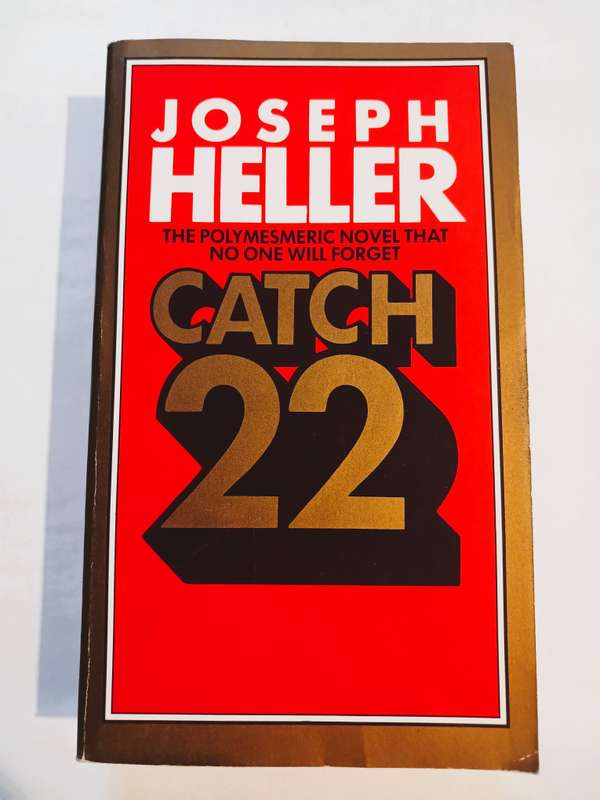 JOSEPH
HELLER
THE POLYMESMERIC NOVEL THAT
NO ONE WILL FORGET
CATCH
22